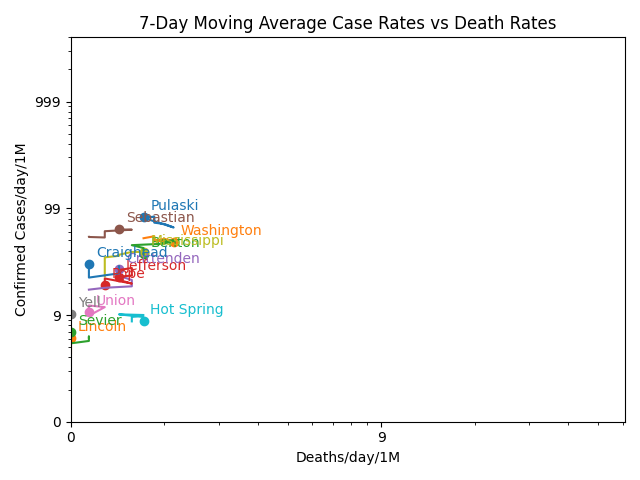 7-Day Moving Average Case Rates vs Death Rates
999
99
9
0
Confirmed Cases/day/1M
Pulaski
Sebastian
Washington
Mississippi
Benton
Craighead
Crittenden
Jefferson
Pope
Yell
Union
Hot Spring
Sevier
Lincoln
0
9
Deaths/day/1M